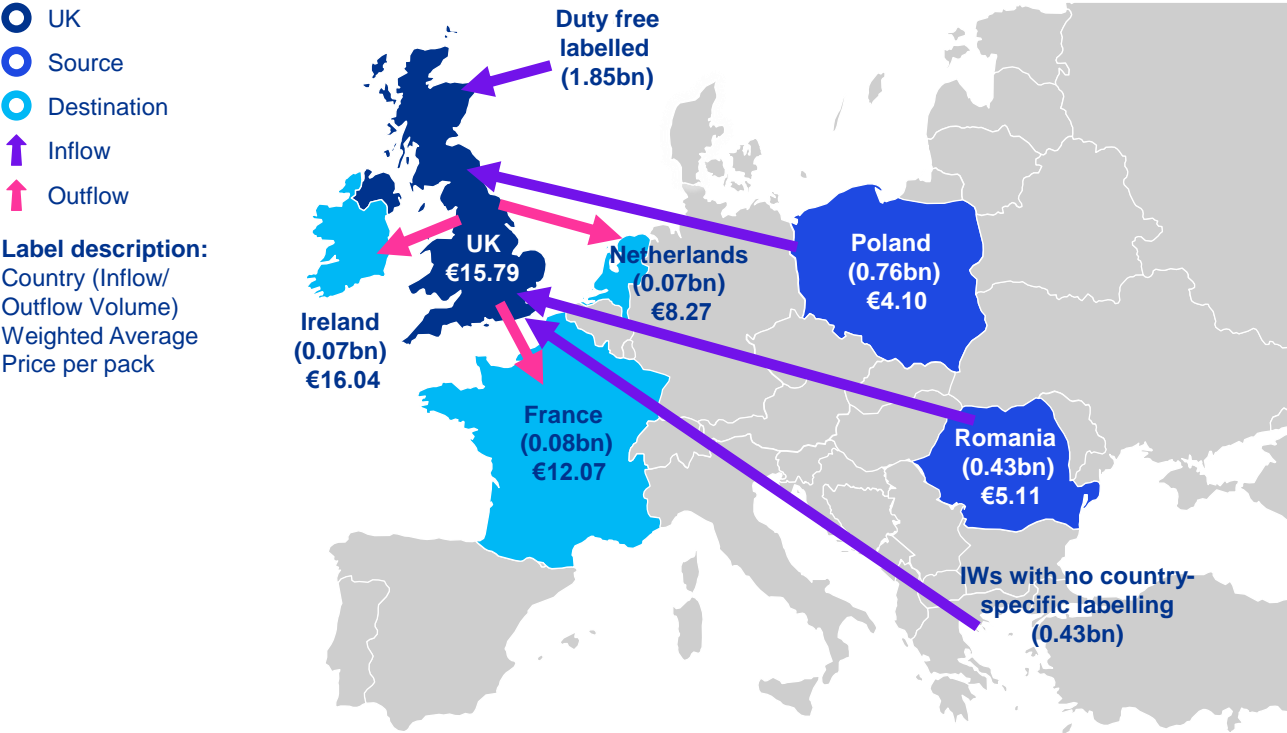 UK
Source
Destination
Inflow
Outflow
Label description:
Country (Inflow/
Outflow Volume)
Weighted Average
Price per pack
Duty free
labelled
(1.85bn)
UK
€15.79
Netherlands
(0.07bn)
€8.27
Poland
(0.76bn)
€4.10
Ireland
(0.07bn)
€16.04
France
(0.08bn)
€12.07
Romania
(0.43bn)
€5.11
IWs with no country-
specific labelling
(0.43bn)